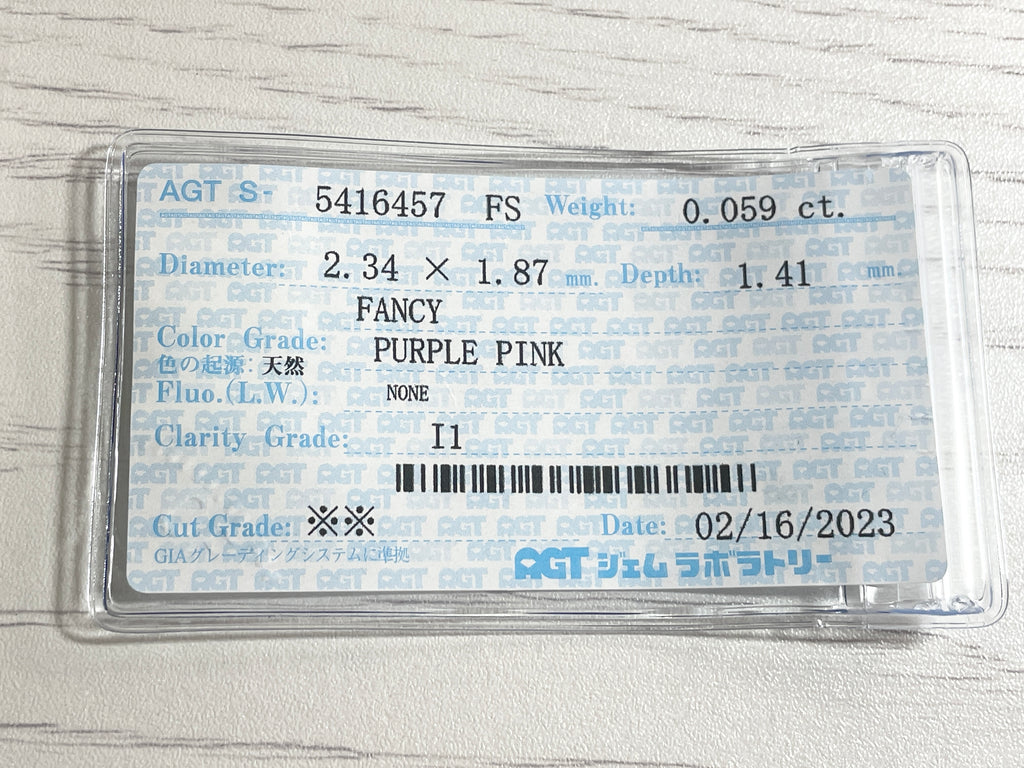 AGT S- 5416457 FS Weight: 0.059 ct.
Diameter: 2.34 × 1.87 mm. Depth: 1.41 mm.
FANCY
Color Grade: PURPLE PINK
色の起源: 天然
Fluo.(L.W.): NONE
Clarity Grade: I1
Cut Grade: ※※ Date: 02/16/2023
GIAグレーディングシステムに準拠 AGT ジェムラボラトリー